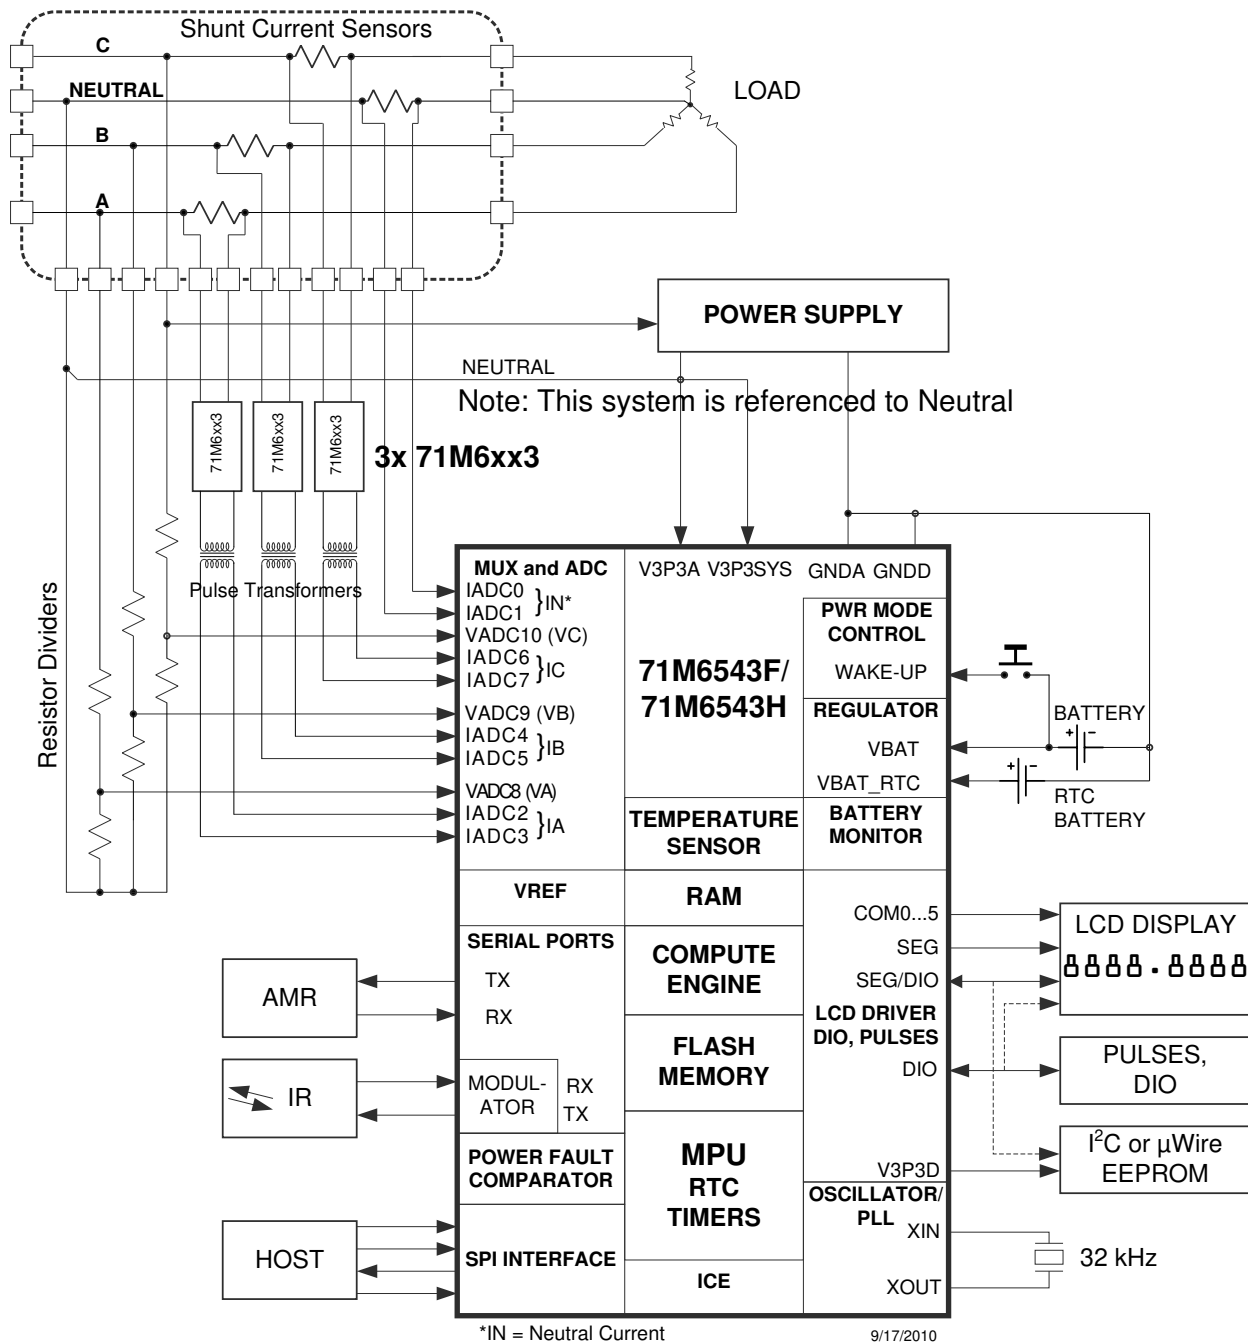 Shunt Current Sensors
C
NEUTRAL
B
A
LOAD
POWER SUPPLY
NEUTRAL
Note: This system is referenced to Neutral
71M6xx3
71M6xx3
71M6xx3
3x 71M6xx3
Pulse Transformers
Resistor Dividers
MUX and ADC
IADC0
IADC1
}IN*
VADC10 (VC)
IADC6
IADC7
}IC
VADC9 (VB)
IADC4
IADC5
}IB
VADC8 (VA)
IADC2
IADC3
}IA
V3P3A V3P3SYS GNDA GNDD
71M6543F/
71M6543H
PWR MODE
CONTROL
WAKE-UP
REGULATOR
VBAT
VBAT_RTC
BATTERY
RTC
BATTERY
+ -
+ -
TEMPERATURE
SENSOR
BATTERY
MONITOR
VREF
RAM
SERIAL PORTS
TX
RX
AMR
COMPUTE
ENGINE
COM0...5
SEG
SEG/DIO
LCD DRIVER
DIO, PULSES
DIO
LCD DISPLAY
8888.8888
PULSES,
DIO
I²C or µWire
EEPROM
V3P3D
FLASH
MEMORY
IR
MODUL-
ATOR
RX
TX
POWER FAULT
COMPARATOR
MPU
RTC
TIMERS
OSCILLATOR/
PLL
XIN
XOUT
32 kHz
HOST
SPI INTERFACE
ICE
*IN = Neutral Current
9/17/2010